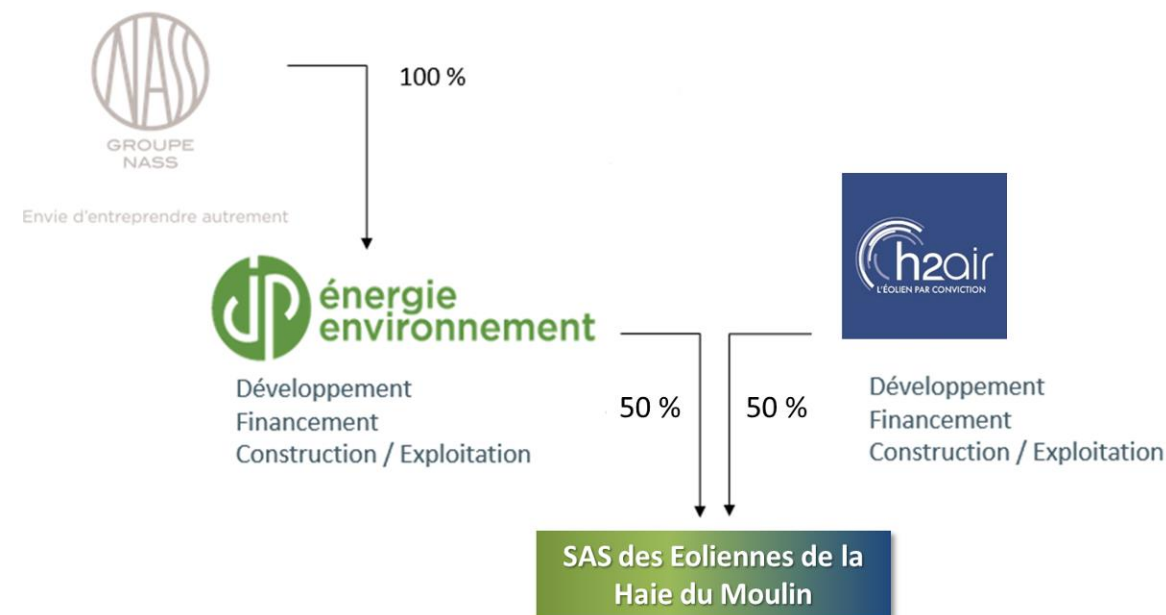 NASS
GROUPE
NASS
Envie d'entreprendre autrement
100 %
JP énergie
environnement
Développement
Financement
Construction / Exploitation
50 %
50 %
h2air
L'ÉOLIEN PAR CONVICTION
Développement
Financement
Construction / Exploitation
SAS des Eoliennes de la
Haie du Moulin